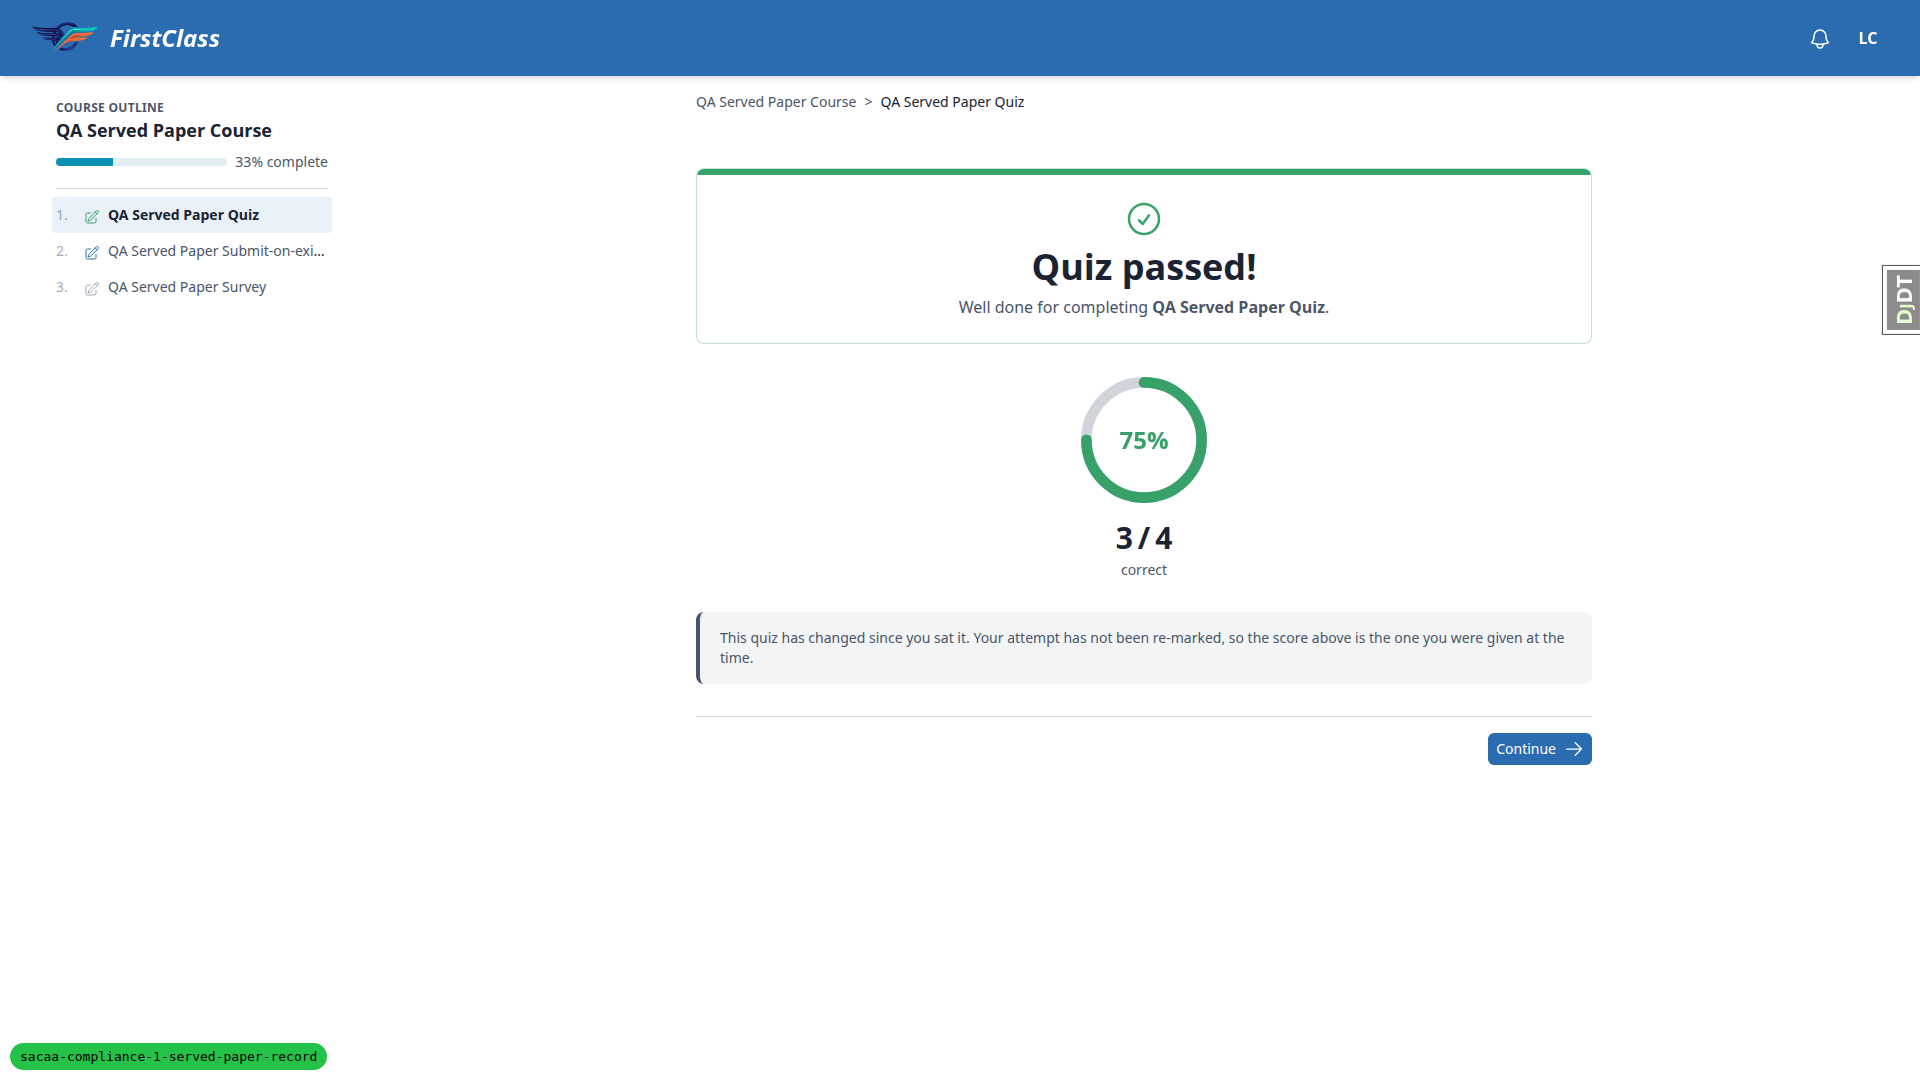 FirstClass
LC
COURSE OUTLINE
QA Served Paper Course
33% complete
1. QA Served Paper Quiz
2. QA Served Paper Submit-on-exi...
3. QA Served Paper Survey
QA Served Paper Course > QA Served Paper Quiz
Quiz passed!
Well done for completing QA Served Paper Quiz.
75%
3 / 4
correct
This quiz has changed since you sat it. Your attempt has not been re-marked, so the score above is the one you were given at the
time.
Continue
DJDT
sacaa-compliance-1-served-paper-record